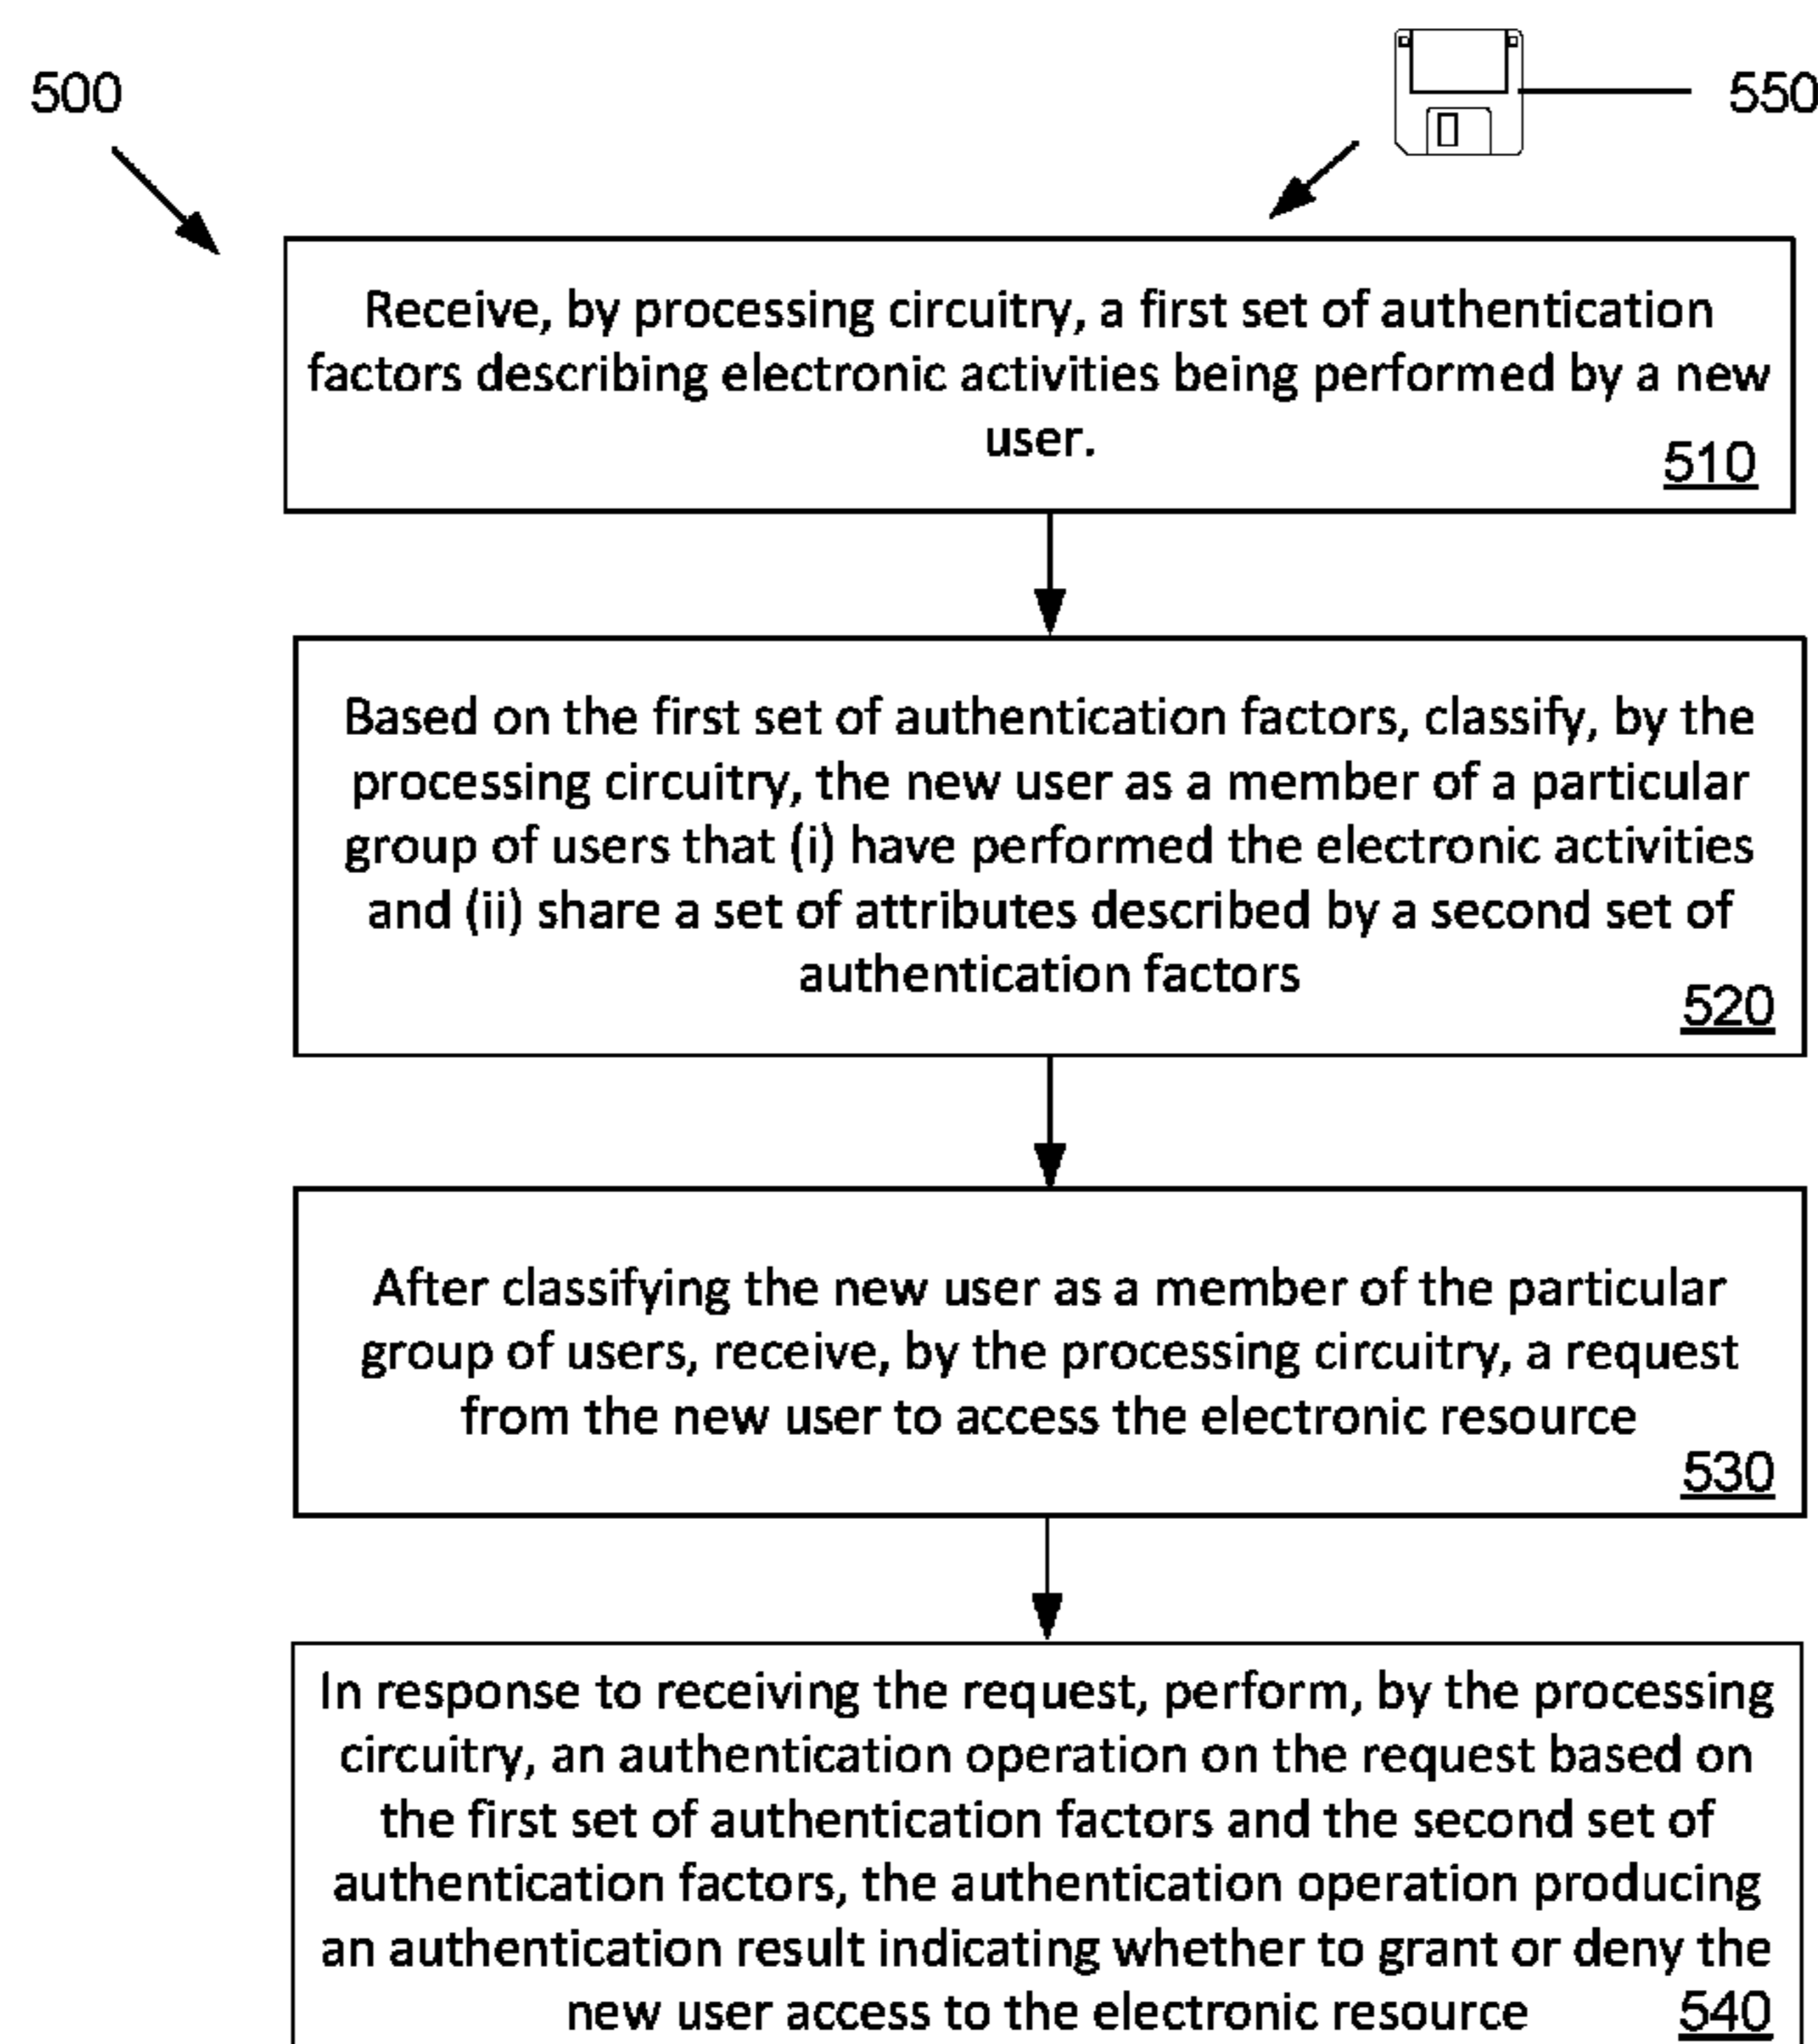 500
550
Receive, by processing circuitry, a first set of authentication
factors describing electronic activities being performed by a new
user.
510
Based on the first set of authentication factors, classify, by the
processing circuitry, the new user as a member of a particular
group of users that (i) have performed the electronic activities
and (ii) share a set of attributes described by a second set of
authentication factors
520
After classifying the new user as a member of the particular
group of users, receive, by the processing circuitry, a request
from the new user to access the electronic resource
530
In response to receiving the request, perform, by the processing
circuitry, an authentication operation on the request based on
the first set of authentication factors and the second set of
authentication factors, the authentication operation producing
an authentication result indicating whether to grant or deny the
new user access to the electronic resource
540